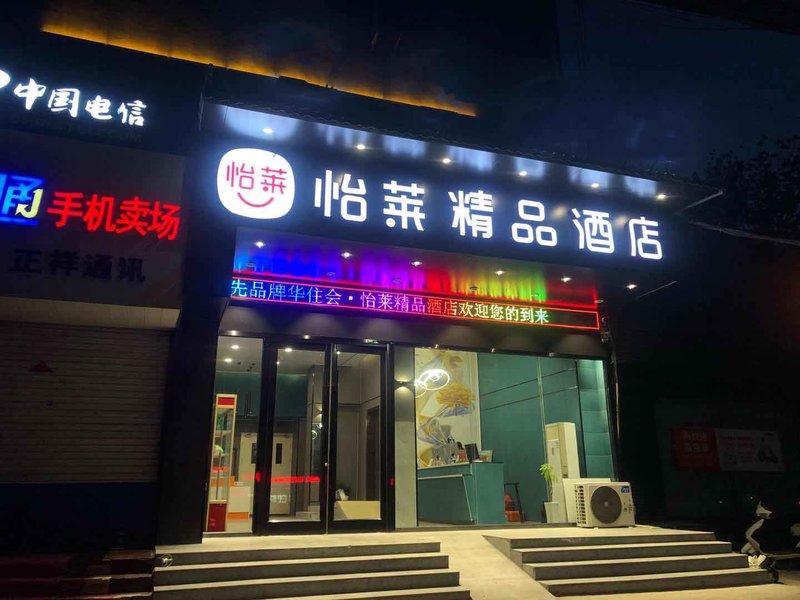 中国电信
手机卖场
正祥通讯
怡莱
怡莱精品酒店
先品牌华住会·怡莱精品酒店欢迎您的到来